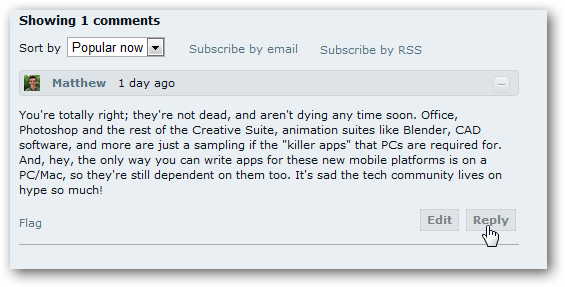 Showing 1 comments
Sort by Popular now Subscribe by email Subscribe by RSS
Matthew 1 day ago
You're totally right; they're not dead, and aren't dying any time soon. Office,
Photoshop and the rest of the Creative Suite, animation suites like Blender, CAD
software, and more are just a sampling if the "killer apps" that PCs are required for.
And, hey, the only way you can write apps for these new mobile platforms is on a
PC/Mac, so they're still dependent on them too. It's sad the tech community lives on
hype so much!
Flag Edit Reply